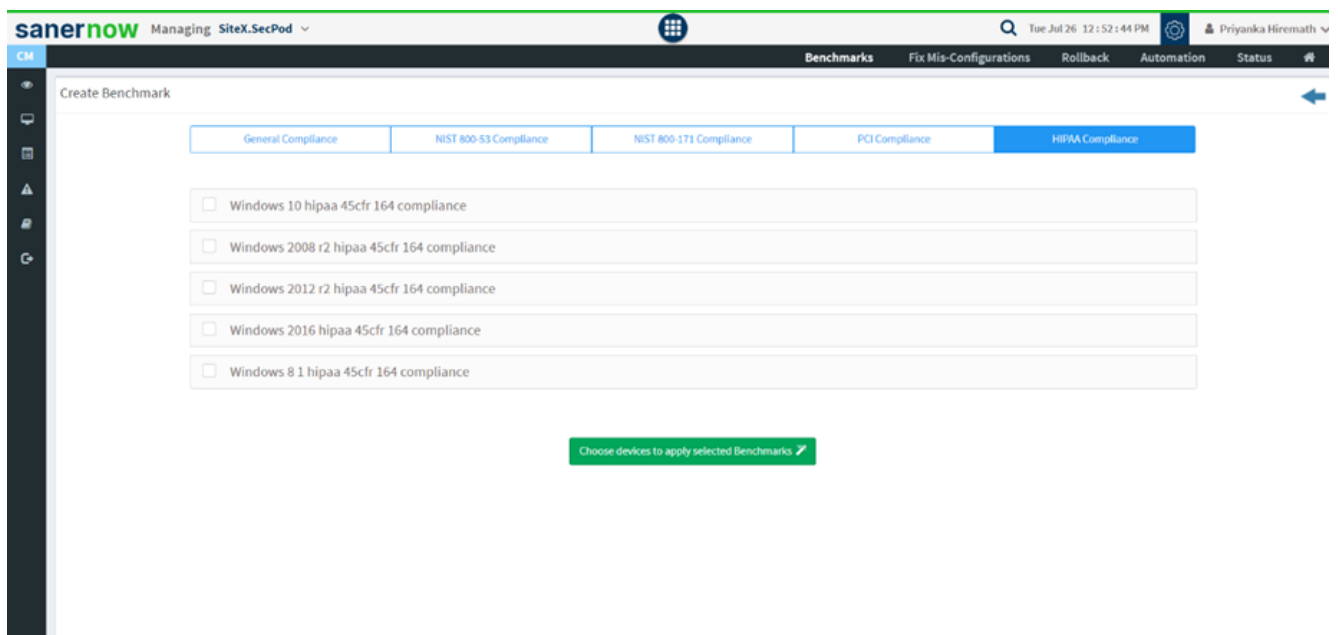 sanernow Managing SiteX.SecPod Tue Jul 26 12:52:44 PM Priyanka Hiremath
CM Benchmarks Fix Mis-Configurations Rollback Automation Status
Create Benchmark
General Compliance NIST 800-53 Compliance NIST 800-171 Compliance PCI Compliance HIPAA Compliance
Windows 10 hipaa 45cfr 164 compliance
Windows 2008 r2 hipaa 45cfr 164 compliance
Windows 2012 r2 hipaa 45cfr 164 compliance
Windows 2016 hipaa 45cfr 164 compliance
Windows 8 1 hipaa 45cfr 164 compliance
Choose devices to apply selected Benchmarks